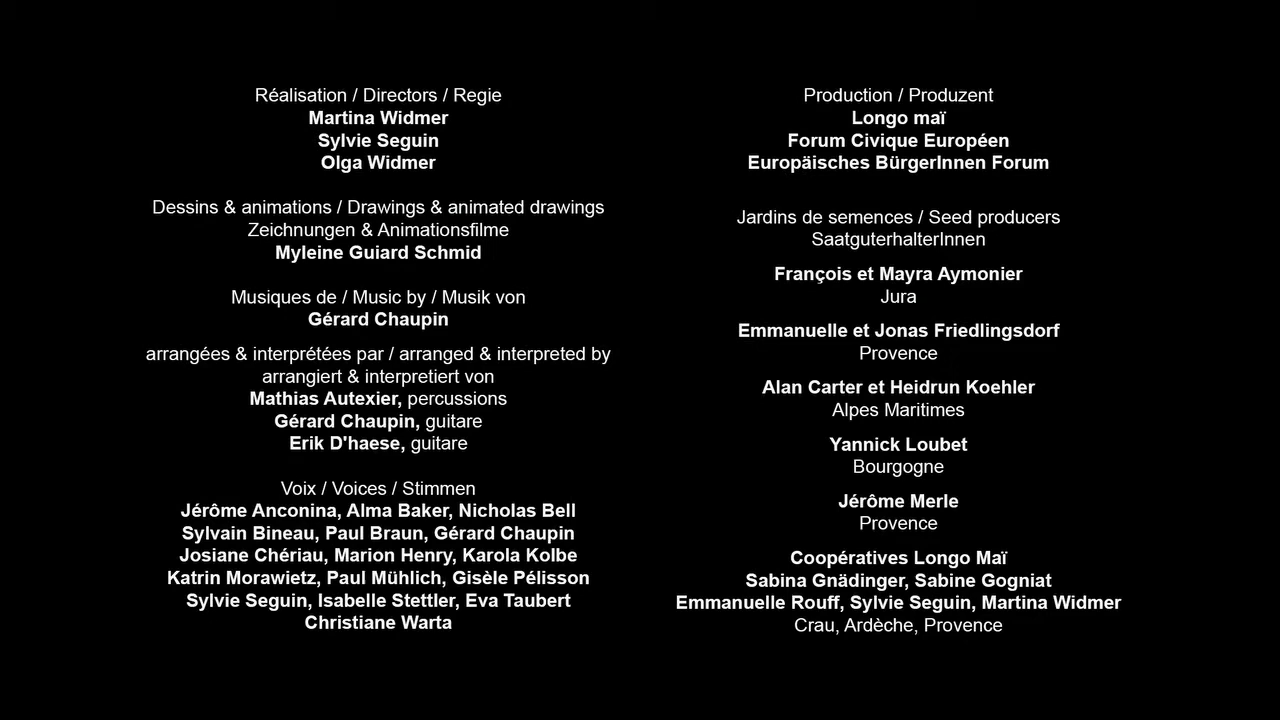 Réalisation / Directors / Regie
Martina Widmer
Sylvie Seguin
Olga Widmer
Dessins & animations / Drawings & animated drawings
Zeichnungen & Animationsfilme
Myleine Guiard Schmid
Musiques de / Music by / Musik von
Gérard Chaupin
arrangées & interprétées par / arranged & interpreted by
arrangiert & interpretiert von
Mathias Autexier, percussions
Gérard Chaupin, guitare
Erik D'haese, guitare
Voix / Voices / Stimmen
Jérôme Anconina, Alma Baker, Nicholas Bell
Sylvain Bineau, Paul Braun, Gérard Chaupin
Josiane Chériau, Marion Henry, Karola Kolbe
Katrin Morawietz, Paul Mühlich, Gisèle Pélisson
Sylvie Seguin, Isabelle Stettler, Eva Taubert
Christiane Warta
Production / Produzent
Longo maï
Forum Civique Européen
Europäisches BürgerInnen Forum
Jardins de semences / Seed producers
SaatguterhalterInnen
François et Mayra Aymonier
Jura
Emmanuelle et Jonas Friedlingsdorf
Provence
Alan Carter et Heidrun Koehler
Alpes Maritimes
Yannick Loubet
Bourgogne
Jérôme Merle
Provence
Coopératives Longo Maï
Sabina Gnädinger, Sabine Gogniat
Emmanuelle Rouff, Sylvie Seguin, Martina Widmer
Crau, Ardèche, Provence